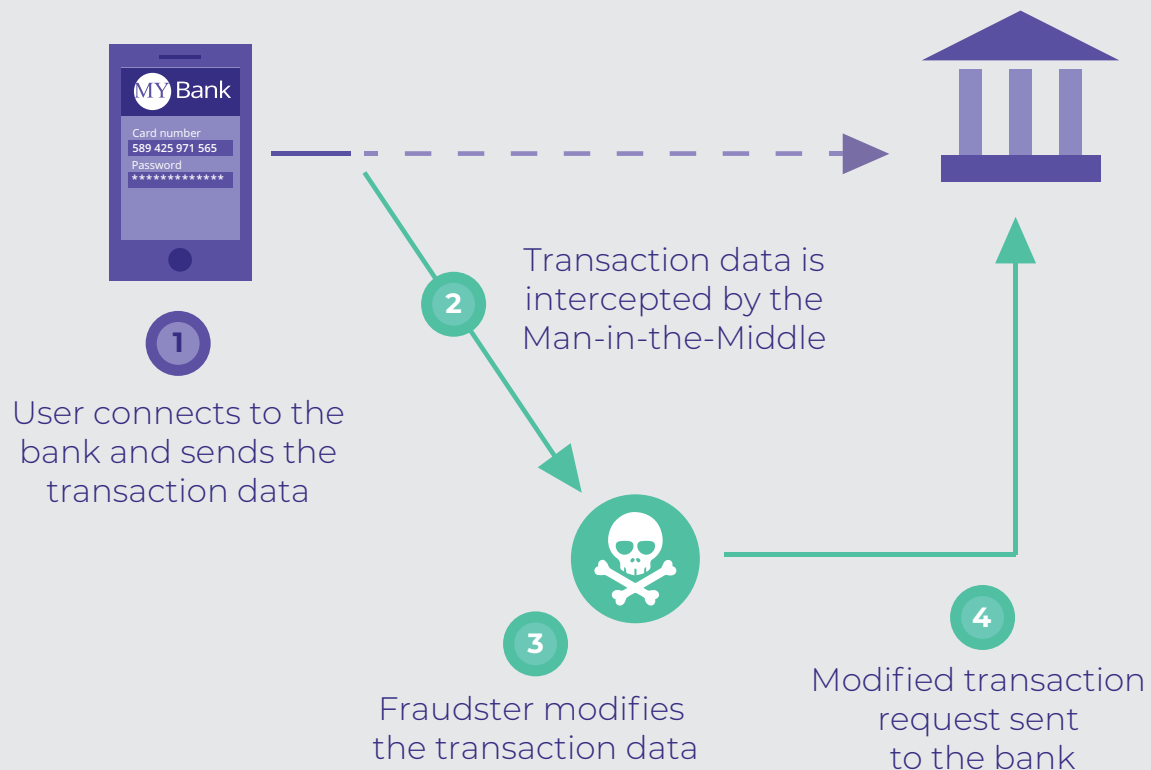 MY Bank
Card number
589 425 971 565
Password
*************
1
User connects to the
bank and sends the
transaction data
2
Transaction data is
intercepted by the
Man-in-the-Middle
3
Fraudster modifies
the transaction data
4
Modified transaction
request sent
to the bank